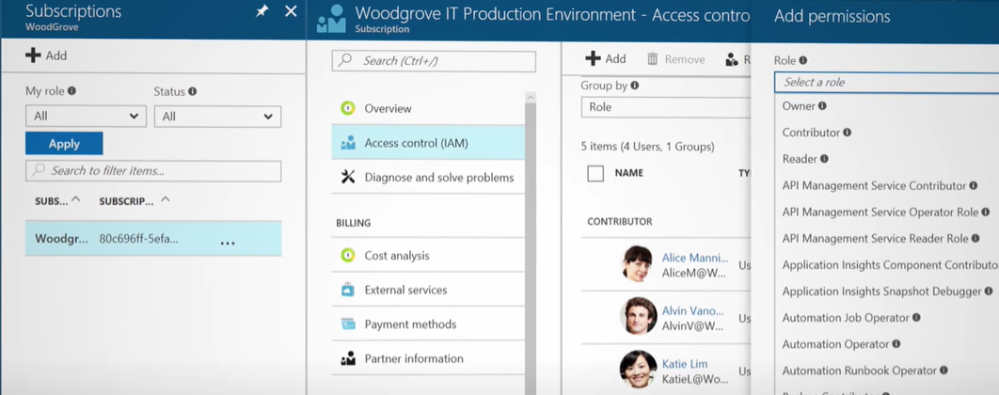 Subscriptions
WoodGrove
Add
My role
Status
All
All
Apply
Search to filter items...
SUBS...
SUBSCRIP...
Woodgr...
80c696ff-5efa...
...
Woodgrove IT Production Environment - Access contro
Subscription
Search (Ctrl+/)
Overview
Access control (IAM)
Diagnose and solve problems
BILLING
Cost analysis
External services
Payment methods
Partner information
Add
Remove
R
Group by
Role
5 items (4 Users, 1 Groups)
NAME
TY
CONTRIBUTOR
Alice Manni...
AliceM@W...
Us
Alvin Vano...
AlvinV@W...
Us
Katie Lim
KatieL@Wo...
Us
Add permissions
Role
Select a role
Owner
Contributor
Reader
API Management Service Contributor
API Management Service Operator Role
API Management Service Reader Role
Application Insights Component Contributo
Application Insights Snapshot Debugger
Automation Job Operator
Automation Operator
Automation Runbook Operator